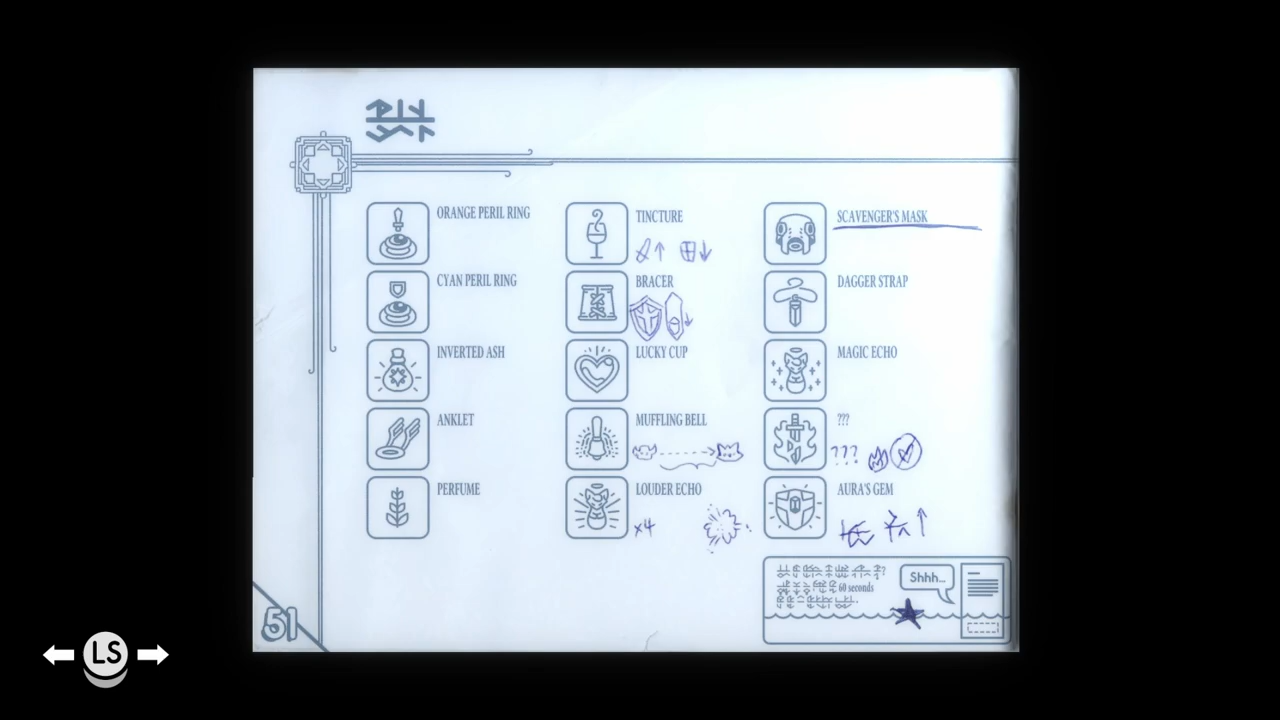 ORANGE PERIL RING
CYAN PERIL RING
INVERTED ASH
ANKLET
PERFUME
TINCTURE
BRACER
LUCKY CUP
MUFFLING BELL
LOUDER ECHO
x4
SCAVENGER'S MASK
DAGGER STRAP
MAGIC ECHO
???
???
AURA'S GEM
60 seconds
Shhh...
51
LS